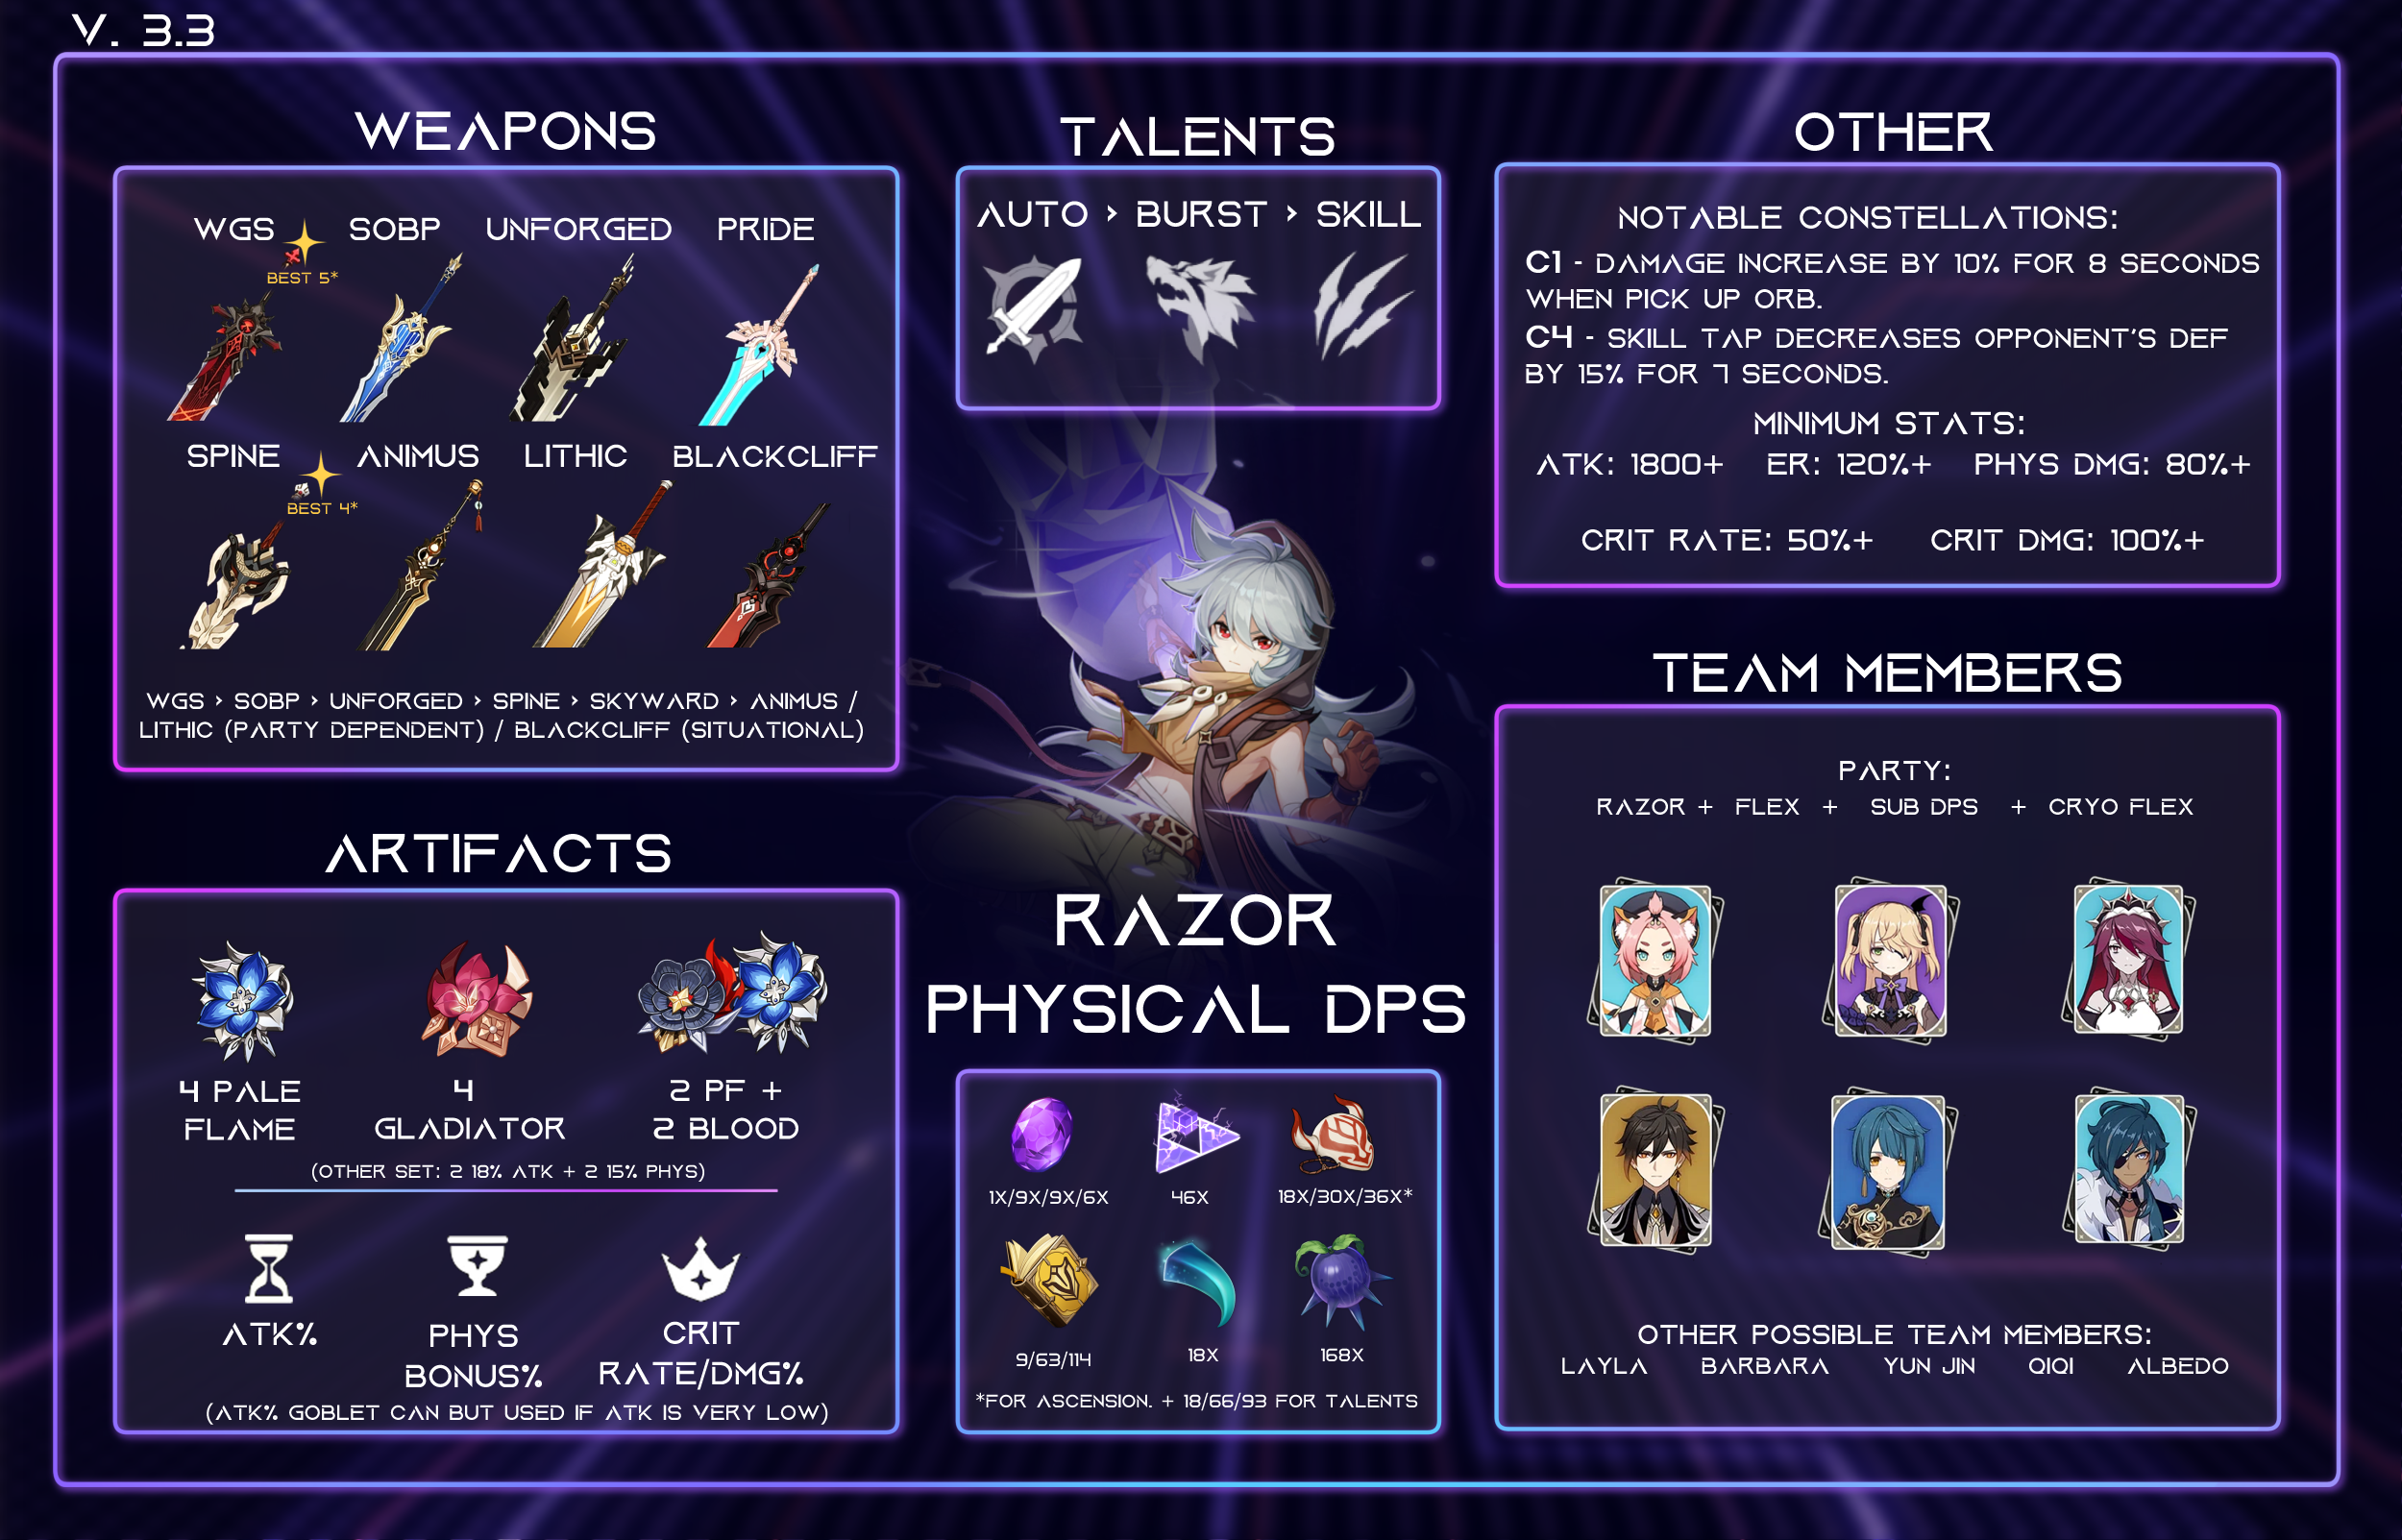 V. 3.3
WEAPONS
WGS SOBP UNFORGED PRIDE
BEST 5*
SPINE ANIMUS LITHIC BLACKCLIFF
BEST 4*
WGS > SOBP > UNFORGED > SPINE > SKYWARD > ANIMUS /
LITHIC (PARTY DEPENDENT) / BLACKCLIFF (SITUATIONAL)
ARTIFACTS
4 PALE
FLAME
4
GLADIATOR
2 PF +
2 BLOOD
(OTHER SET: 2 18% ATK + 2 15% PHYS)
ATK%
PHYS
BONUS%
CRIT
RATE/DMG%
(ATK% GOBLET CAN BUT USED IF ATK IS VERY LOW)
TALENTS
AUTO > BURST > SKILL
RAZOR
PHYSICAL DPS
1X/9X/9X/6X 46X 18X/30X/36X*
9/63/114 18X 168X
*FOR ASCENSION. + 18/66/93 FOR TALENTS
OTHER
NOTABLE CONSTELLATIONS:
C1 - DAMAGE INCREASE BY 10% FOR 8 SECONDS
WHEN PICK UP ORB.
C4 - SKILL TAP DECREASES OPPONENT'S DEF
BY 15% FOR 7 SECONDS.
MINIMUM STATS:
ATK: 1800+ ER: 120%+ PHYS DMG: 80%+
CRIT RATE: 50%+ CRIT DMG: 100%+
TEAM MEMBERS
PARTY:
RAZOR + FLEX + SUB DPS + CRYO FLEX
OTHER POSSIBLE TEAM MEMBERS:
LAYLA BARBARA YUN JIN QIQI ALBEDO